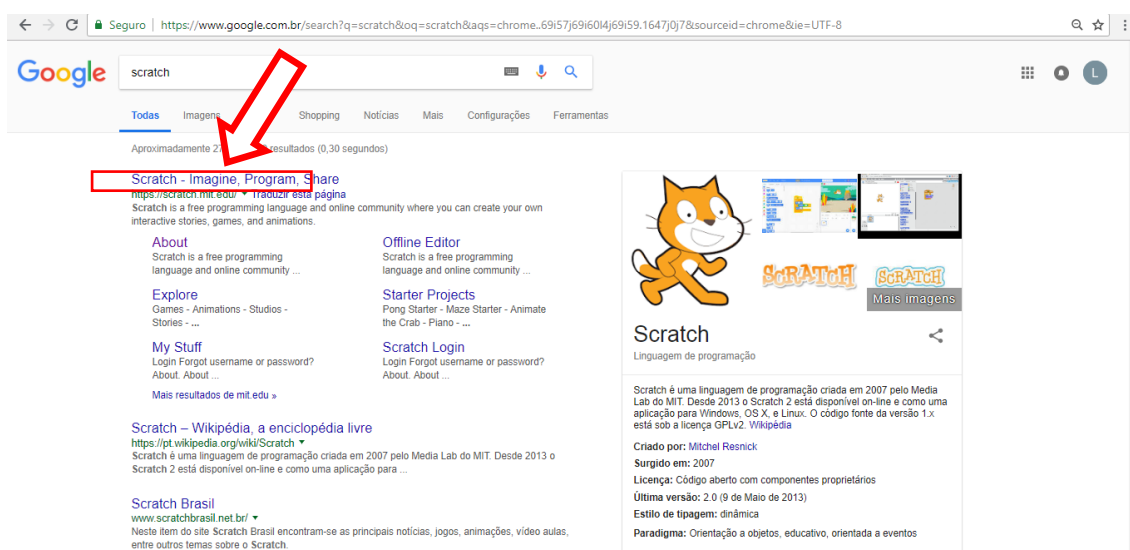 Seguro | https://www.google.com.br/search?q=scratch&oq=scratch&aqs=chrome..69i57j69i60l4j69i59.1647j0j7&sourceid=chrome&ie=UTF-8
Google
scratch
L
Todas Imagens Shopping Notícias Mais Configurações Ferramentas
Aproximadamente 27 resultados (0,30 segundos)
Scratch - Imagine, Program, Share
https://scratch.mit.edu/ ▼ Traduzir esta página
Scratch is a free programming language and online community where you can create your own
interactive stories, games, and animations.
About
Scratch is a free programming
language and online community ...
Offline Editor
Scratch is a free programming
language and online community ...
Explore
Games - Animations - Studios -
Stories - ...
Starter Projects
Pong Starter - Maze Starter - Animate
the Crab - Piano - ...
My Stuff
Login Forgot username or password?
About. About ...
Scratch Login
Login Forgot username or password?
About. About ...
Mais resultados de mit.edu »
Scratch – Wikipédia, a enciclopédia livre
https://pt.wikipedia.org/wiki/Scratch ▼
Scratch é uma linguagem de programação criada em 2007 pelo Media Lab do MIT. Desde 2013 o
Scratch 2 está disponível on-line e como uma aplicação para ...
Scratch Brasil
www.scratchbrasil.net.br/ ▼
Neste item do site Scratch Brasil encontram-se as principais notícias, jogos, animações, vídeo aulas,
entre outros temas sobre o Scratch.
SCRATCH
SCRATCH
Mais imagens
Scratch
Linguagem de programação
Scratch é uma linguagem de programação criada em 2007 pelo Media
Lab do MIT. Desde 2013 o Scratch 2 está disponível on-line e como uma
aplicação para Windows, OS X, e Linux. O código fonte da versão 1.x
está sob a licença GPLv2. Wikipédia
Criado por: Mitchel Resnick
Surgido em: 2007
Licença: Código aberto com componentes proprietários
Última versão: 2.0 (9 de Maio de 2013)
Estilo de tipagem: dinâmica
Paradigma: Orientação a objetos, educativo, orientada a eventos